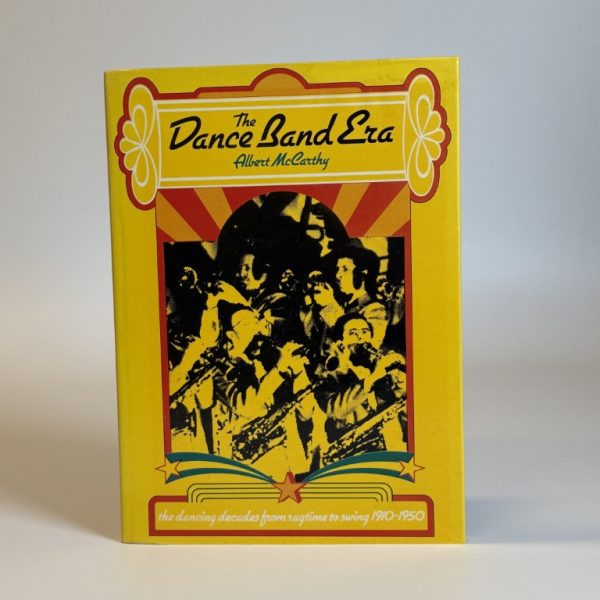 The
Dance Band Era
Albert McCarthy
the dancing decades from ragtime to swing 1910-1950